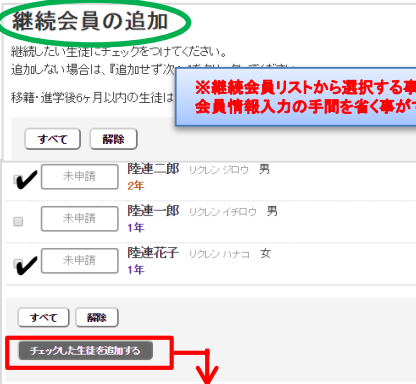 継続会員の追加
継続したい生徒にチェックをつけてください。
追加しない場合は、『追加せず次へ
移籍・進学後6ヶ月以内の生徒は
※継続会員リストから選択する事
会員情報入力の手間を省く事がで
すべて 解除
未申請 陸連二郎 リクレン ジロウ 男
2年
未申請 陸連一郎 リクレン イチロウ 男
1年
未申請 陸連花子 リクレン ハナコ 女
1年
すべて 解除
チェックした生徒を追加する